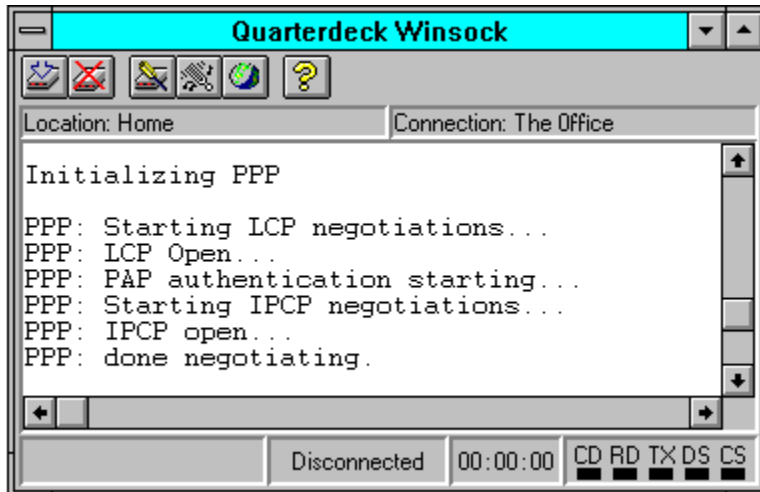 Quarterdeck Winsock
Location: Home
Connection: The Office
Initializing PPP
PPP: Starting LCP negotiations...
PPP: LCP Open...
PPP: PAP authentication starting...
PPP: Starting IPCP negotiations...
PPP: IPCP open...
PPP: done negotiating.
Disconnected
00:00:00
CD RD TX DS CS